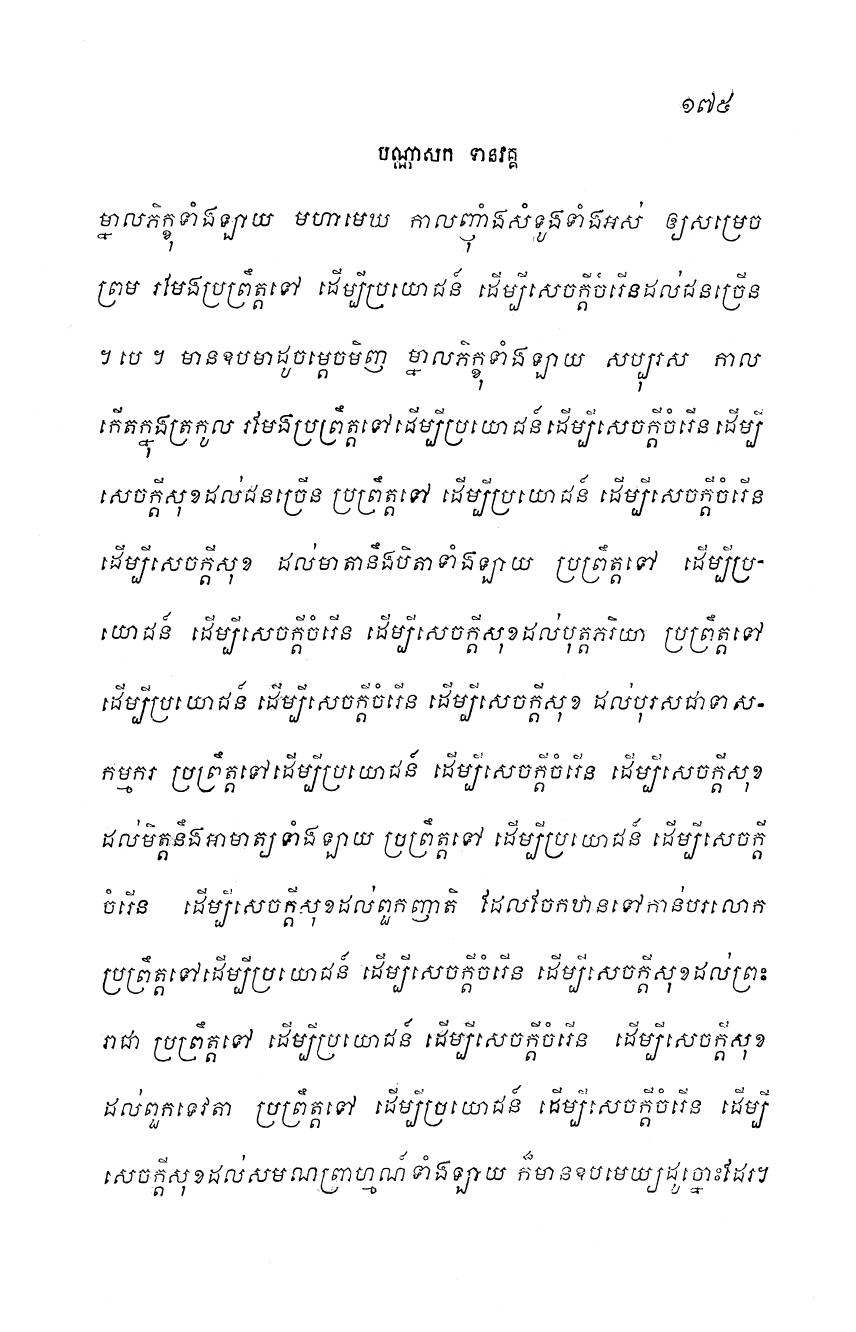 ១៧៥
បណ្ណាសក ទានវគ្គ
ម្នាលភិក្ខុទាំងឡាយ មហាមេឃ កាលញុំាងសំទូងទាំងអស់ ឲ្យសម្រេច
ព្រម រមែងប្រព្រឹត្តទៅ ដើម្បីប្រយោជន៍ ដើម្បីសេចក្តីចំរើនដល់ជនច្រើន
។ បេ ។ មានឧបមាដូចម្តេចមិញ ម្នាលភិក្ខុទាំងឡាយ សប្បុរស កាល
កើតក្នុងត្រកូល រមែងប្រព្រឹត្តទៅដើម្បីប្រយោជន៍ដើម្បីសេចក្តីចំរើន ដើម្បី
សេចក្តីសុខដល់ជនច្រើន ប្រព្រឹត្តទៅ ដើម្បីប្រយោជន៍ ដើម្បីសេចក្តីចំរើន
ដើម្បីសេចក្តីសុខ ដល់មាតានឹងបិតាទាំងឡាយ ប្រព្រឹត្តទៅ ដើម្បីប្រ-
យោជន៍ ដើម្បីសេចក្តីចំរើន ដើម្បីសេចក្តីសុខដល់បុត្តភរិយា ប្រព្រឹត្តទៅ
ដើម្បីប្រយោជន៍ ដើម្បីសេចក្តីចំរើន ដើម្បីសេចក្តីសុខ ដល់បុរសជាទាស-
កម្មករ ប្រព្រឹត្តទៅដើម្បីប្រយោជន៍ ដើម្បីសេចក្តីចំរើន ដើម្បីសេចក្តីសុខ
ដល់មិត្តនឹងអាមាត្យទាំងឡាយ ប្រព្រឹត្តទៅ ដើម្បីប្រយោជន៍ ដើម្បីសេចក្តី
ចំរើន ដើម្បីសេចក្តីសុខដល់ពួកញាតិ ដែលចែកឋានទៅកាន់បរលោក
ប្រព្រឹត្តទៅដើម្បីប្រយោជន៍ ដើម្បីសេចក្តីចំរើន ដើម្បីសេចក្តីសុខដល់ព្រះ
រាជា ប្រព្រឹត្តទៅ ដើម្បីប្រយោជន៍ ដើម្បីសេចក្តីចំរើន ដើម្បីសេចក្តីសុខ
ដល់ពួកទេវតា ប្រព្រឹត្តទៅ ដើម្បីប្រយោជន៍ ដើម្បីសេចក្តីចំរើន ដើម្បី
សេចក្តីសុខដល់សមណព្រាហ្មណ៍ទាំងឡាយ ក៏មានឧបមេយ្យដូច្នោះដែរ។